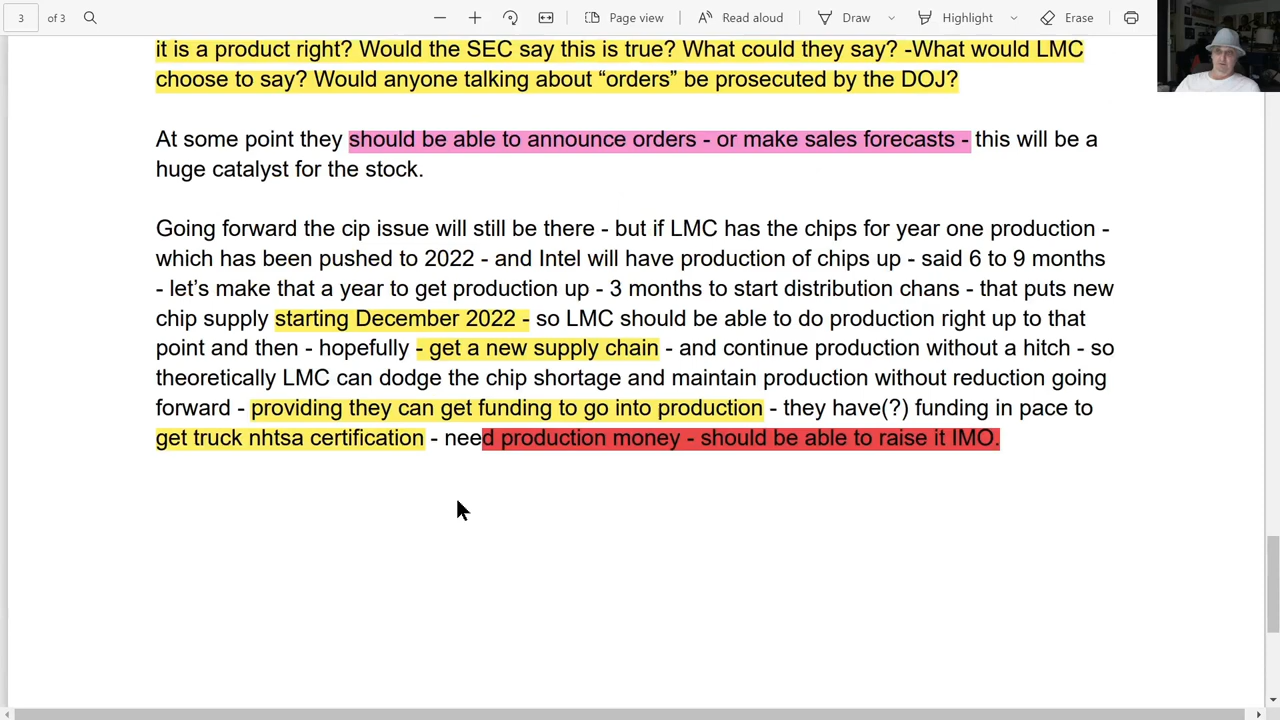 3 of 3 Page view Read aloud Draw Highlight Erase
it is a product right? Would the SEC say this is true? What could they say? -What would LMC
choose to say? Would anyone talking about “orders” be prosecuted by the DOJ?
At some point they should be able to announce orders - or make sales forecasts - this will be a
huge catalyst for the stock.
Going forward the cip issue will still be there - but if LMC has the chips for year one production -
which has been pushed to 2022 - and Intel will have production of chips up - said 6 to 9 months
- let’s make that a year to get production up - 3 months to start distribution chans - that puts new
chip supply starting December 2022 - so LMC should be able to do production right up to that
point and then - hopefully - get a new supply chain - and continue production without a hitch - so
theoretically LMC can dodge the chip shortage and maintain production without reduction going
forward - providing they can get funding to go into production - they have(?) funding in pace to
get truck nhtsa certification - need production money - should be able to raise it IMO.